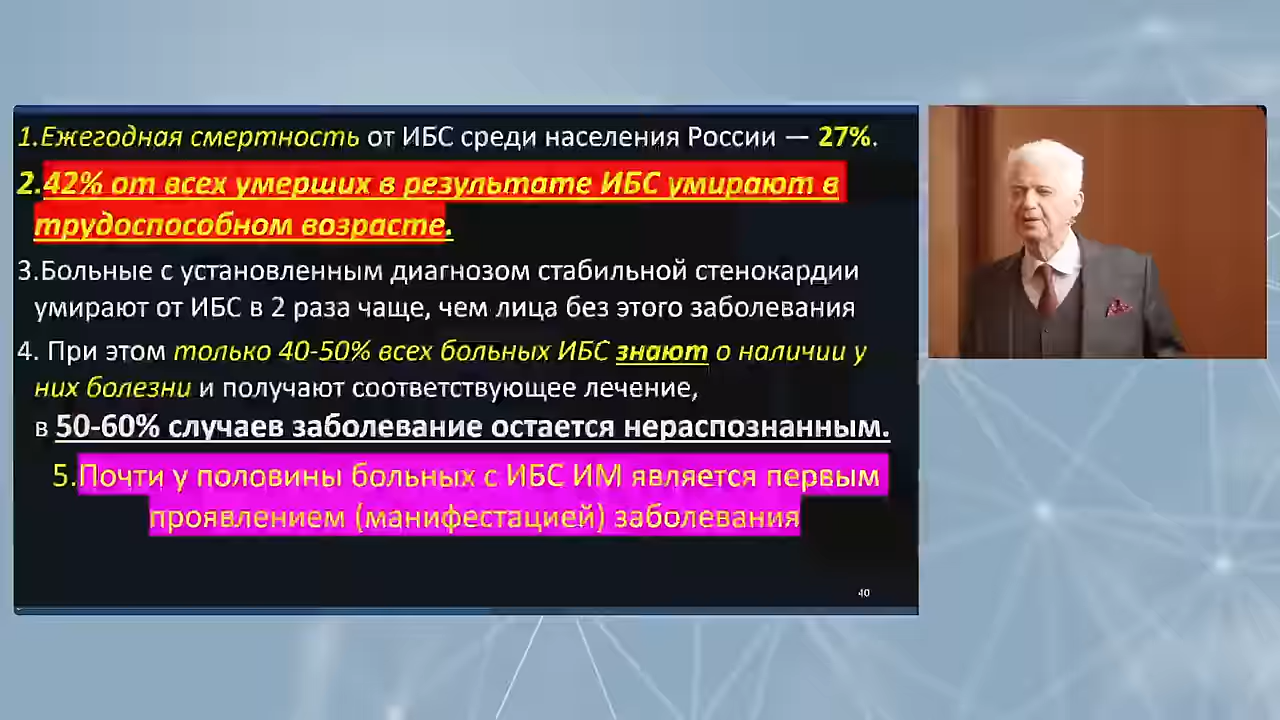 1.Ежегодная смертность от ИБС среди населения России — 27%.
2.42% от всех умерших в результате ИБС умирают в
трудоспособном возрасте.
3.Больные с установленным диагнозом стабильной стенокардии
умирают от ИБС в 2 раза чаще, чем лица без этого заболевания
4. При этом только 40-50% всех больных ИБС знают о наличии у
них болезни и получают соответствующее лечение,
в 50-60% случаев заболевание остается нераспознанным.
5.Почти у половины больных с ИБС ИМ является первым
проявлением (манифестацией) заболевания
40